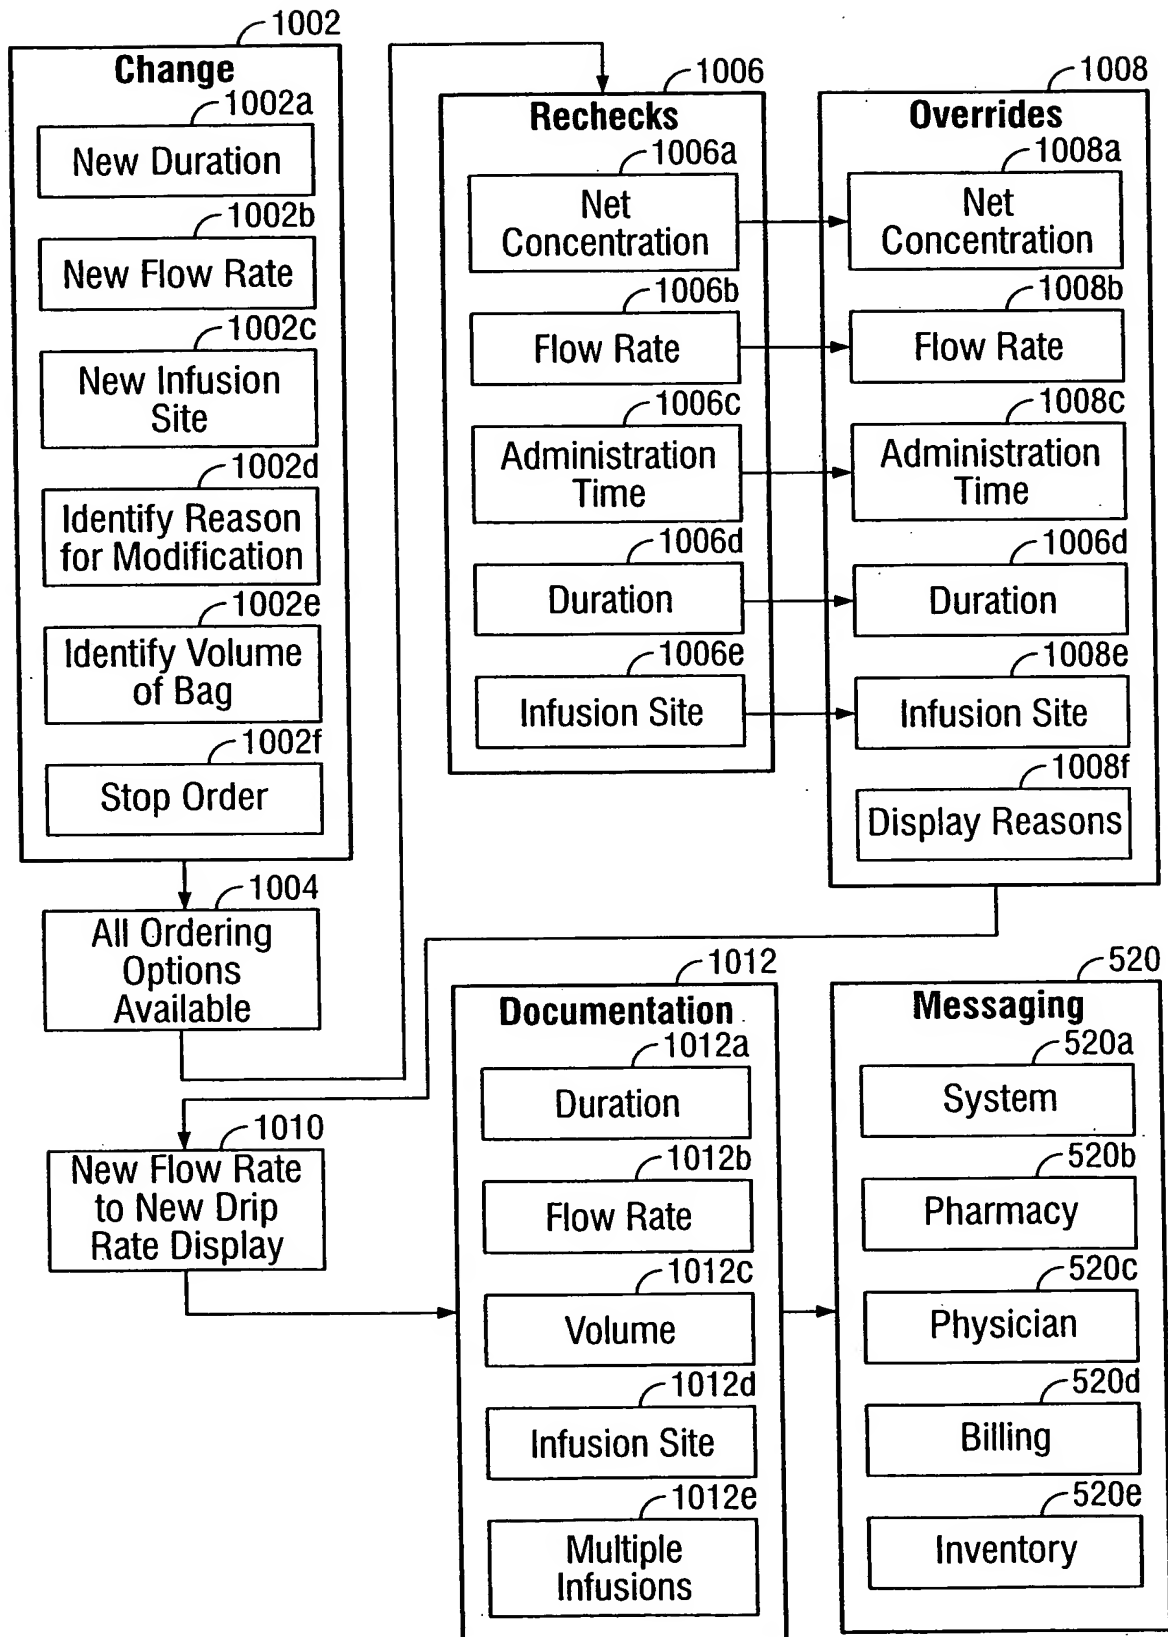 1002
Change
1002a
New Duration
1002b
New Flow Rate
1002c
New Infusion
Site
1002d
Identify Reason
for Modification
1002e
Identify Volume
of Bag
1002f
Stop Order
1004
All Ordering
Options
Available
1006
Rechecks
1006a
Net
Concentration
1006b
Flow Rate
1006c
Administration
Time
1006d
Duration
1006e
Infusion Site
1008
Overrides
1008a
Net
Concentration
1008b
Flow Rate
1008c
Administration
Time
1006d
Duration
1008e
Infusion Site
1008f
Display Reasons
1010
New Flow Rate
to New Drip
Rate Display
1012
Documentation
1012a
Duration
1012b
Flow Rate
1012c
Volume
1012d
Infusion Site
1012e
Multiple
Infusions
520
Messaging
520a
System
520b
Pharmacy
520c
Physician
520d
Billing
520e
Inventory